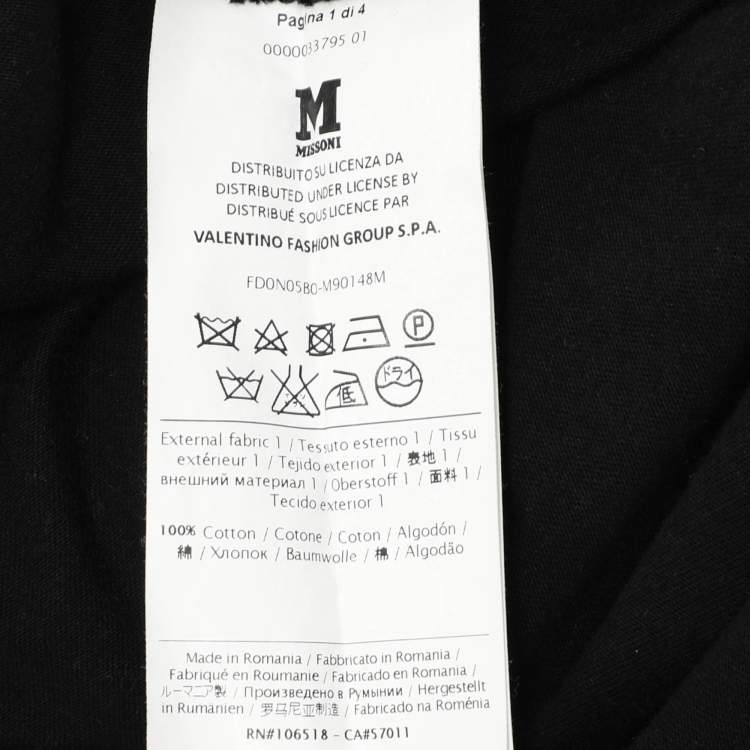 Pagina 1 di 4
0000033795 01
M
MISSONI
DISTRIBUITO SU LICENZA DA
DISTRIBUTED UNDER LICENSE BY
DISTRIBUÉ SOUS LICENCE PAR
VALENTINO FASHION GROUP S.P.A.
FD0N05B0-M90148M
P
低 ドライ
External fabric 1 / Tessuto esterno 1 / Tissu
extérieur 1 / Tejido exterior 1 / 表地 1 /
внешний материал 1 / Oberstoff 1 / 面料 1 /
Tecido exterior 1
100% Cotton / Cotone / Coton / Algodón /
綿 / Хлопок / Baumwolle / 棉 / Algodão
Made in Romania / Fabbricato in Romania /
Fabriqué en Roumanie / Fabricado en Romania /
ルーマニア製 / Произведено в Румынии / Hergestellt
in Rumänien / 罗马尼亚制造 / Fabricado na Roménia
RN#106518 - CA#57011